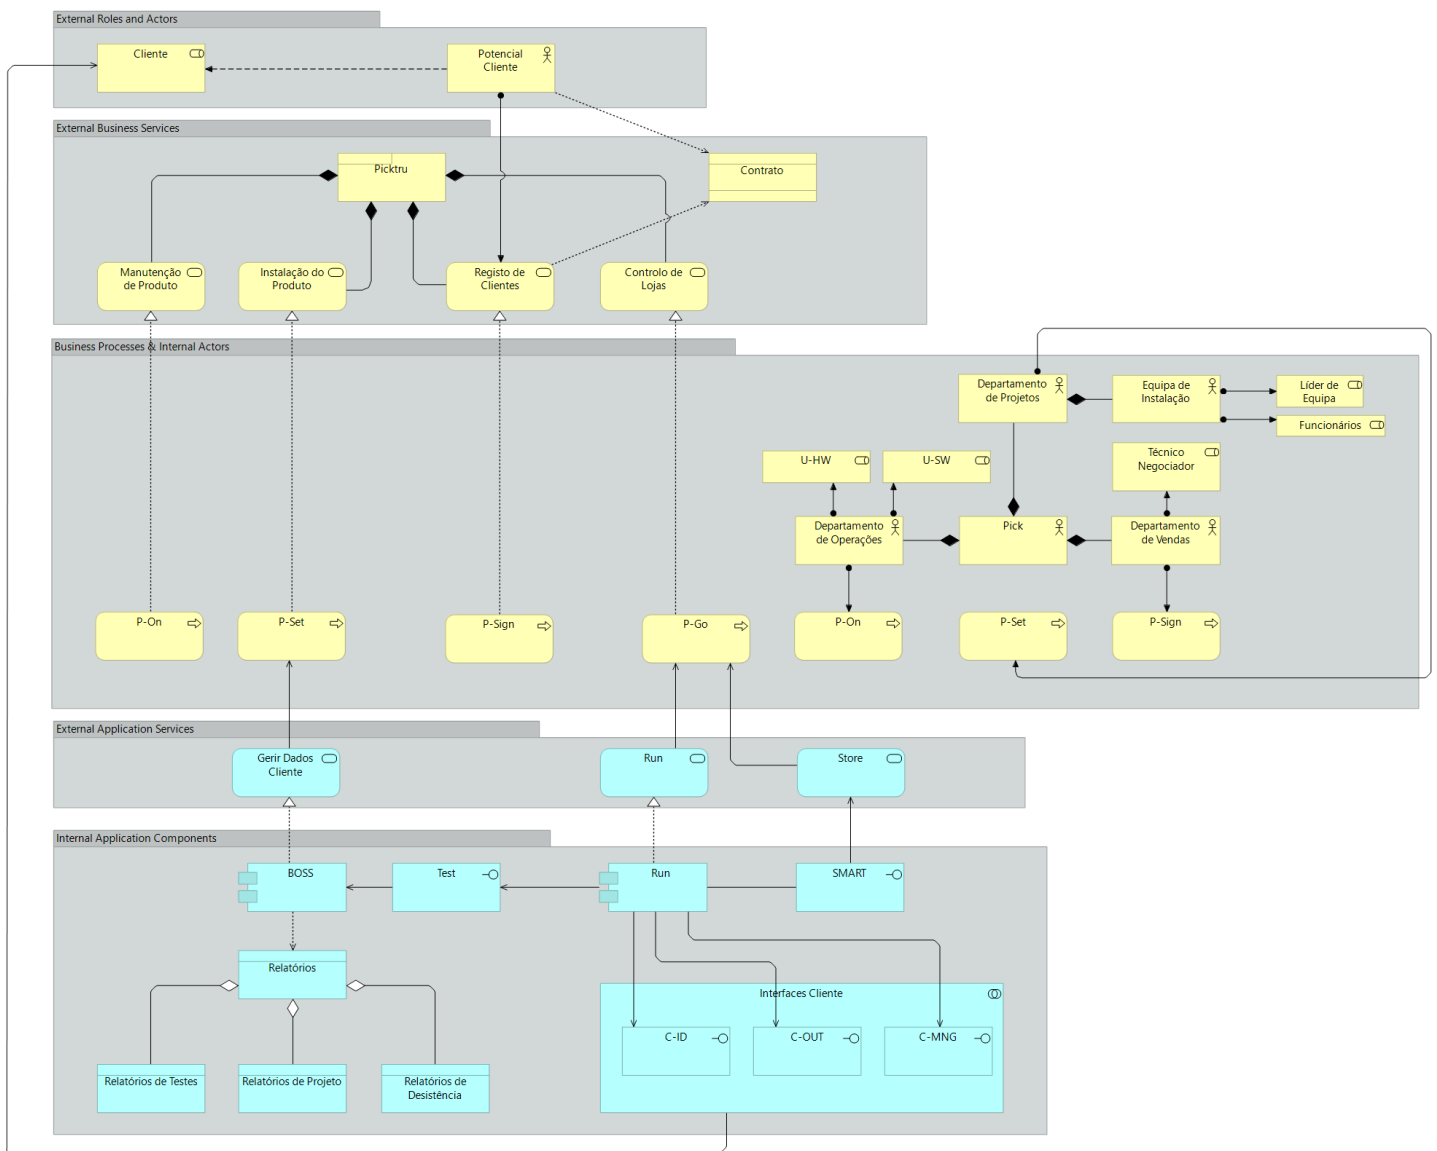 External Roles and Actors
Cliente
Potencial
Cliente
External Business Services
Picktru
Contrato
Manutenção
de Produto
Instalação do
Produto
Registo de
Clientes
Controlo de
Lojas
Business Processes & Internal Actors
Departamento
de Projetos
Equipa de
Instalação
Líder de
Equipa
Funcionários
U-HW
U-SW
Técnico
Negociador
Departamento
de Operações
Pick
Departamento
de Vendas
P-On
P-Set
P-Sign
P-Go
P-On
P-Set
P-Sign
External Application Services
Gerir Dados
Cliente
Run
Store
Internal Application Components
BOSS
Test
Run
SMART
Relatórios
Interfaces Cliente
C-ID
C-OUT
C-MNG
Relatórios de Testes
Relatórios de Projeto
Relatórios de
Desistência